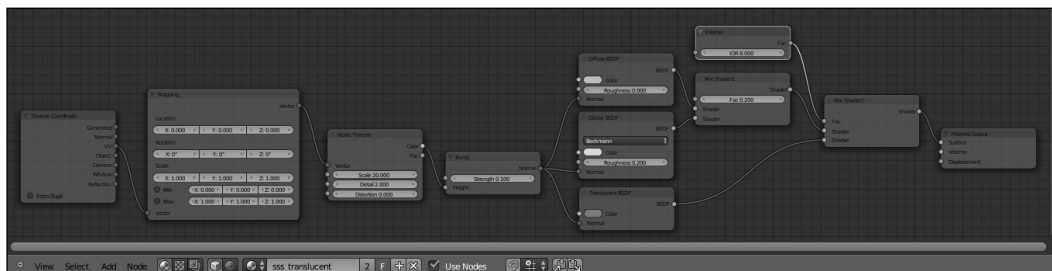 Texture Coordinate
Generated
Normal
UV
Object
Camera
Window
Reflection
From Dupli
Mapping
Vector
Location
X: 0.000 Y: 0.000 Z: 0.000
Rotation
X: 0° Y: 0° Z: 0°
Scale
X: 1.000 Y: 1.000 Z: 1.000
Min X: 0.000 Y: 0.000 Z: 0.000
Max X: 1.000 Y: 1.000 Z: 1.000
Vector
Noise Texture
Color
Fac
Vector
Scale 20.000
Detail 2.000
Distortion 0.000
Bump
Normal
Strength 0.100
Height
Diffuse BSDF
BSDF
Color
Roughness 0.000
Normal
Glossy BSDF
BSDF
Beckmann
Color
Roughness 0.200
Normal
Translucent BSDF
BSDF
Color
Normal
Fresnel
Fac
IOR 8.000
Mix Shader1
Shader
Fac 0.200
Shader
Shader
Mix Shader2
Shader
Fac
Shader
Shader
Material Output
Surface
Volume
Displacement
View Select Add Node sss_translucent 2 F Use Nodes